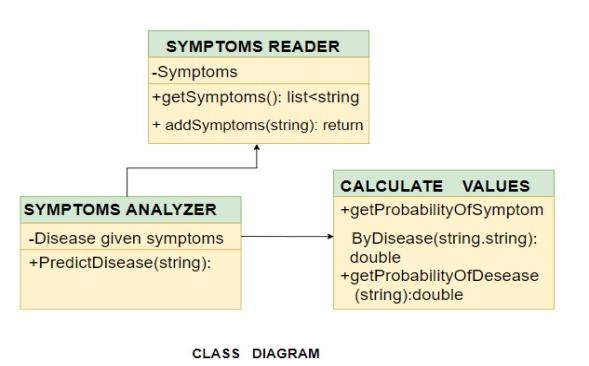 SYMPTOMS READER
-Symptoms
+getSymptoms(): list<string
+ addSymptoms(string): return
SYMPTOMS ANALYZER
-Disease given symptoms
+PredictDisease(string):
CALCULATE VALUES
+getProbabilityOfSymptom
ByDisease(string.string):
double
+getProbabilityOfDesease
(string):double
CLASS DIAGRAM